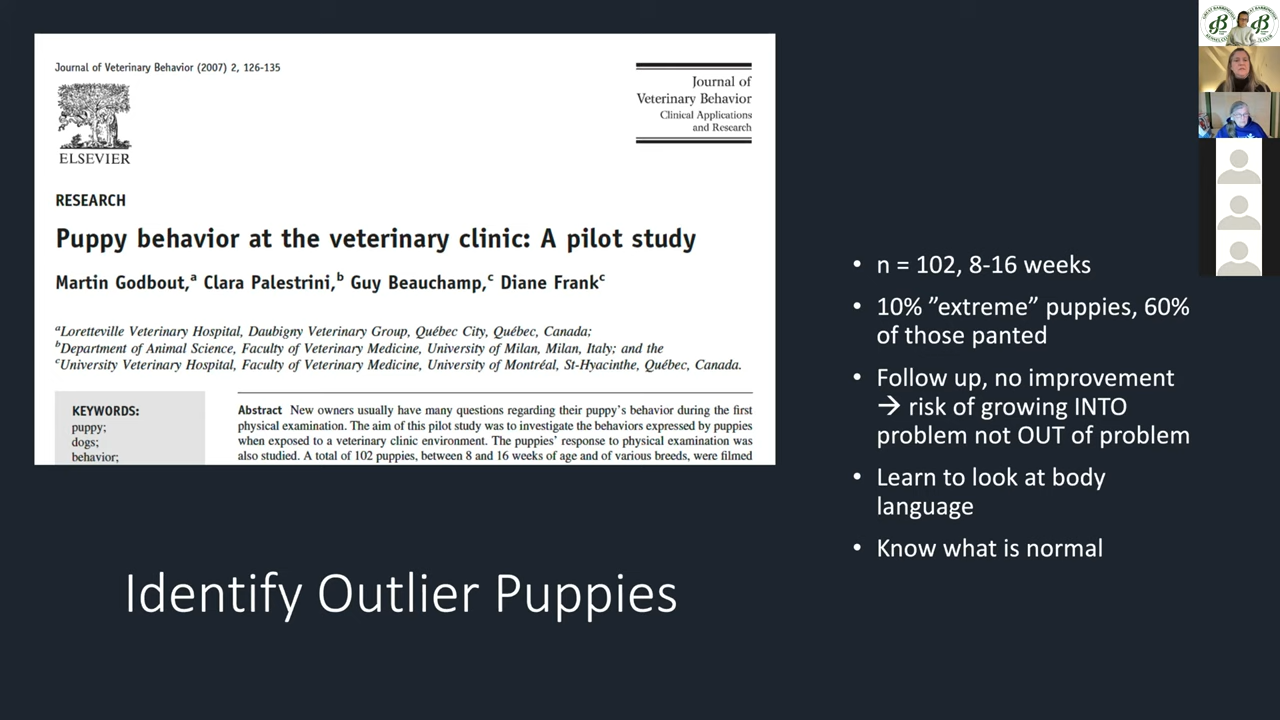 Journal of Veterinary Behavior (2007) 2, 126-135
ELSEVIER
Journal of
Veterinary Behavior
Clinical Applications
and Research
RESEARCH
Puppy behavior at the veterinary clinic: A pilot study
Martin Godbout,a Clara Palestrini,b Guy Beauchamp,c Diane Frankc
aLoretteville Veterinary Hospital, Daubigny Veterinary Group, Québec City, Québec, Canada;
bDepartment of Animal Science, Faculty of Veterinary Medicine, University of Milan, Milan, Italy; and the
cUniversity Veterinary Hospital, Faculty of Veterinary Medicine, University of Montréal, St-Hyacinthe, Québec, Canada.
KEYWORDS:
puppy;
dogs;
behavior;
Abstract New owners usually have many questions regarding their puppy's behavior during the first
physical examination. The aim of this pilot study was to investigate the behaviors expressed by puppies
when exposed to a veterinary clinic environment. The puppies' response to physical examination was
also studied. A total of 102 puppies, between 8 and 16 weeks of age and of various breeds, were filmed
Identify Outlier Puppies
• n = 102, 8-16 weeks
• 10% ”extreme” puppies, 60%
of those panted
• Follow up, no improvement
→ risk of growing INTO
problem not OUT of problem
• Learn to look at body
language
• Know what is normal